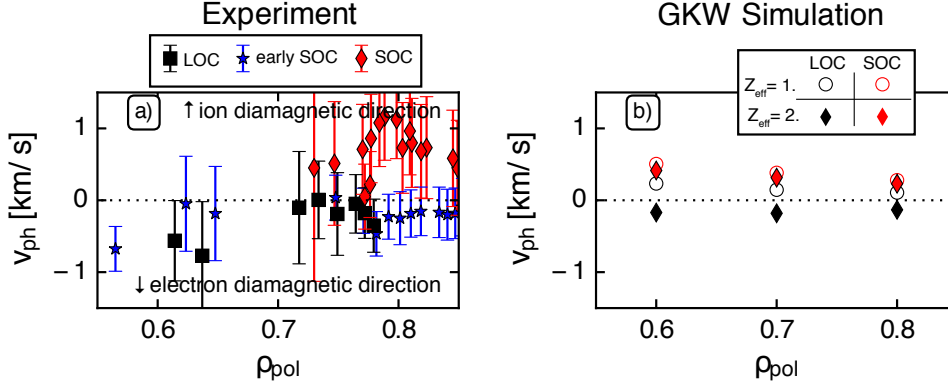 Experiment
GKW Simulation
LOC early SOC SOC
a)
↑ion diamagnetic direction
↓electron diamagnetic direction
v_ph [km/ s]
1
0
− 1
0.6 0.7 0.8
ρ_pol
b)
LOC SOC
Z_eff= 1.
Z_eff= 2.
v_ph [km/ s]
1
0
− 1
0.6 0.7 0.8
ρ_pol